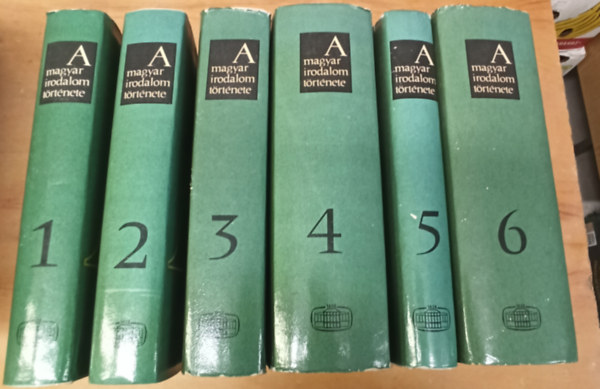 A
magyar
irodalom
története
1
A
magyar
irodalom
története
2
A
magyar
irodalom
története
3
A
magyar
irodalom
története
4
A
magyar
irodalom
története
5
A
magyar
irodalom
története
6